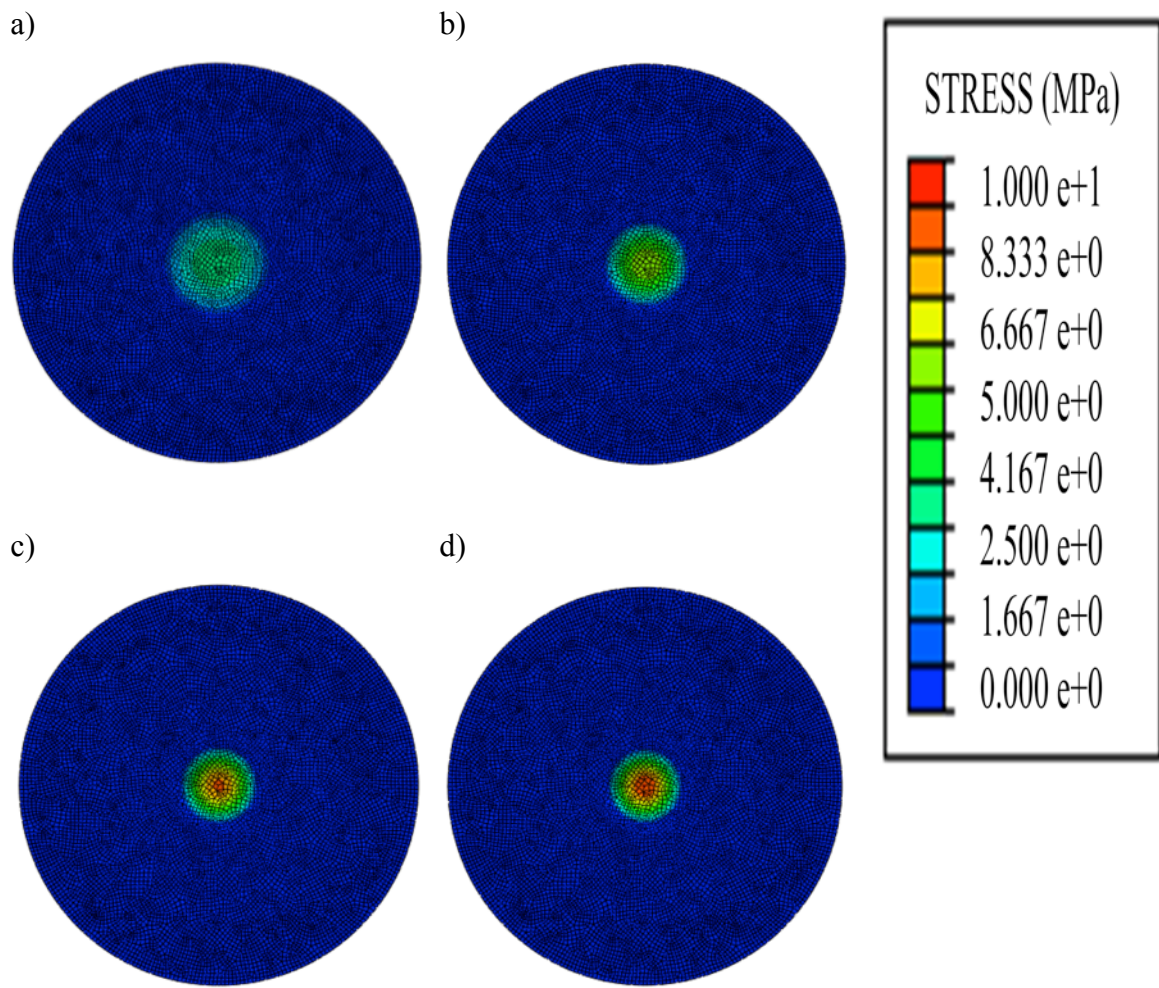 a)
b)
STRESS (MPa)
1.000 e+1
8.333 e+0
6.667 e+0
5.000 e+0
4.167 e+0
2.500 e+0
1.667 e+0
0.000 e+0
c)
d)